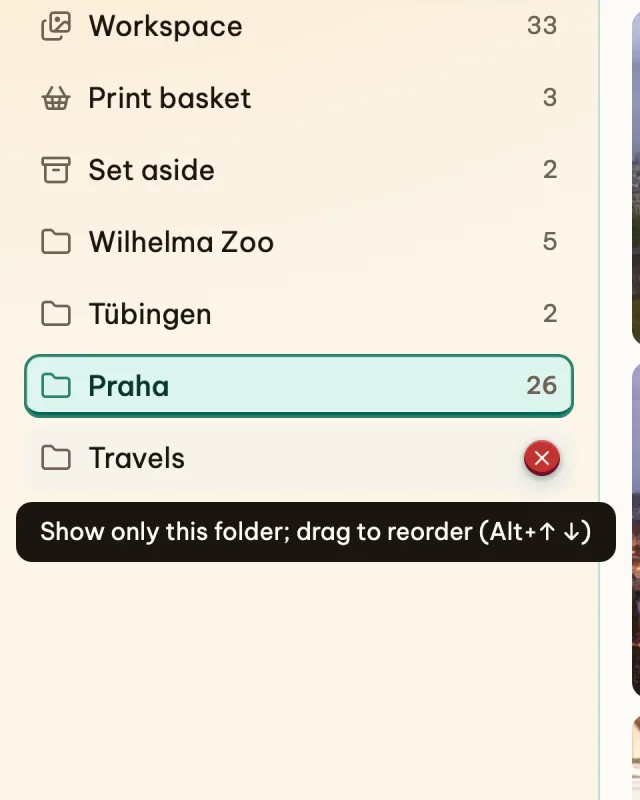 Workspace 33
Print basket 3
Set aside 2
Wilhelma Zoo 5
Tübingen 2
Praha 26
Travels
Show only this folder; drag to reorder (Alt+↑ ↓)